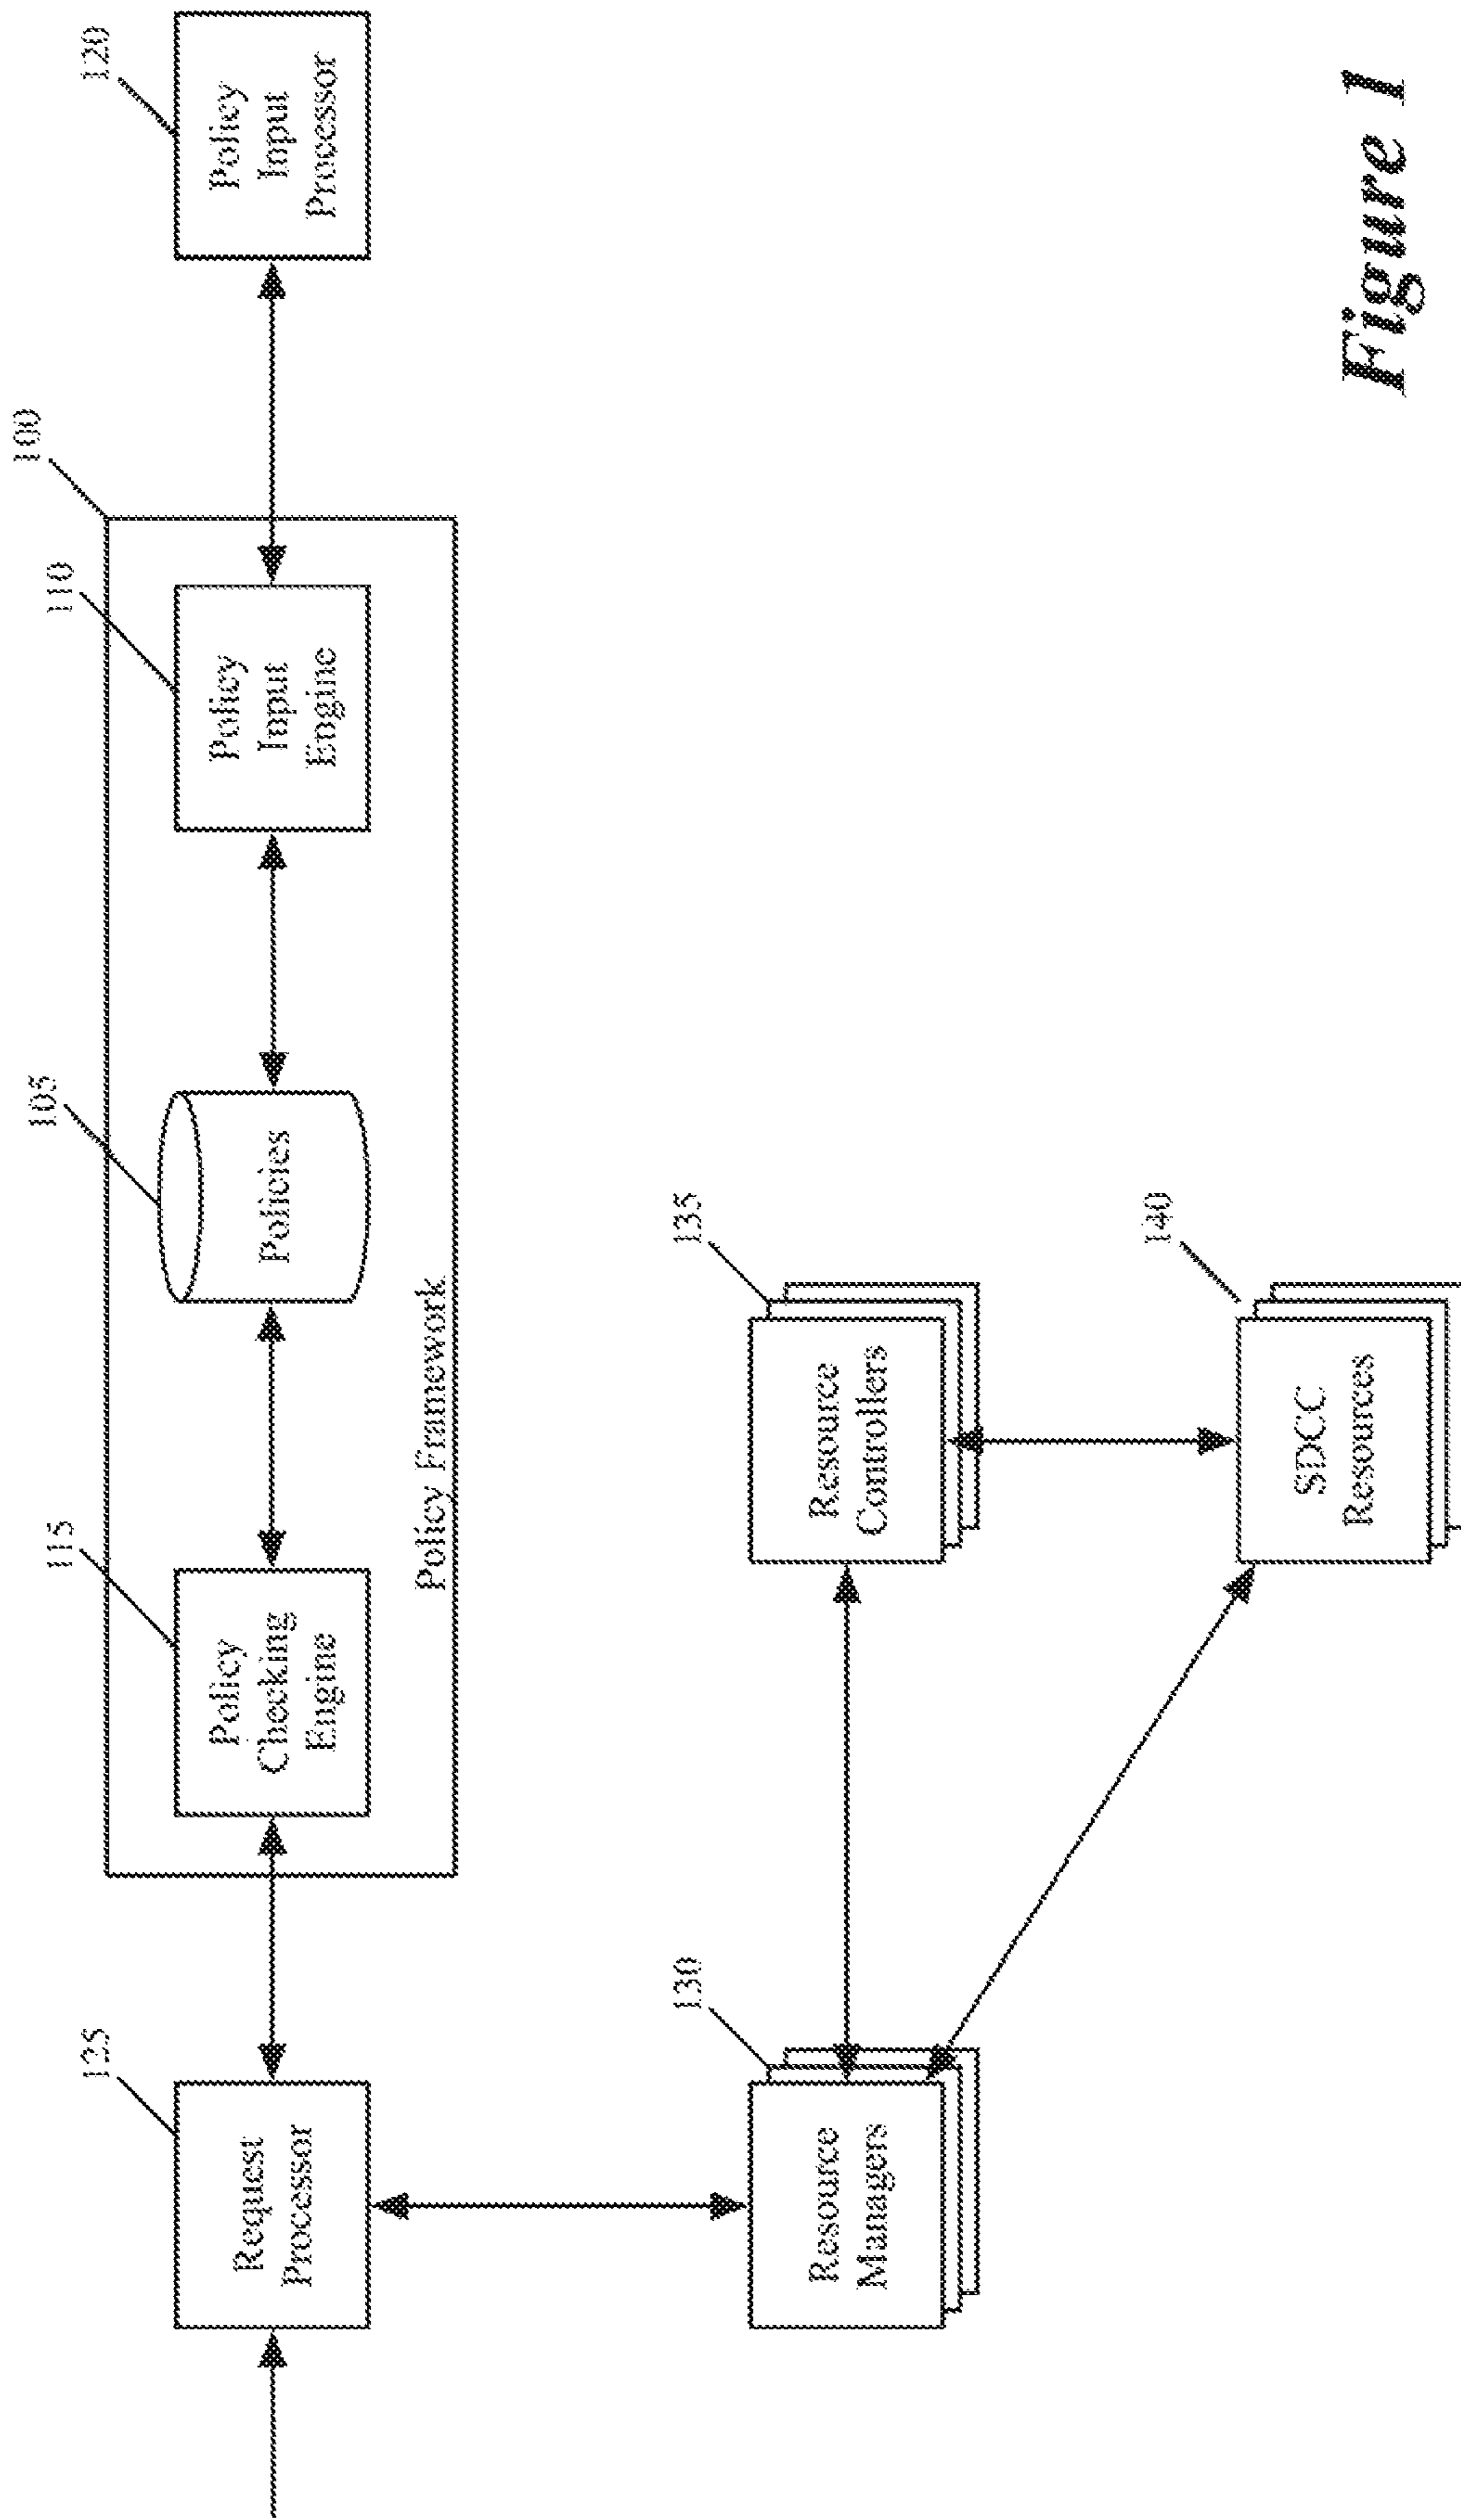 125
Request
Processor
115
Policy
Checking
Engine
105
Policies
110
Policy
Input
Engine
100
Policy Framework
120
Policy
Input
Processor
130
Resource
Managers
135
Resource
Controllers
140
SDCC
Resources
Figure 1